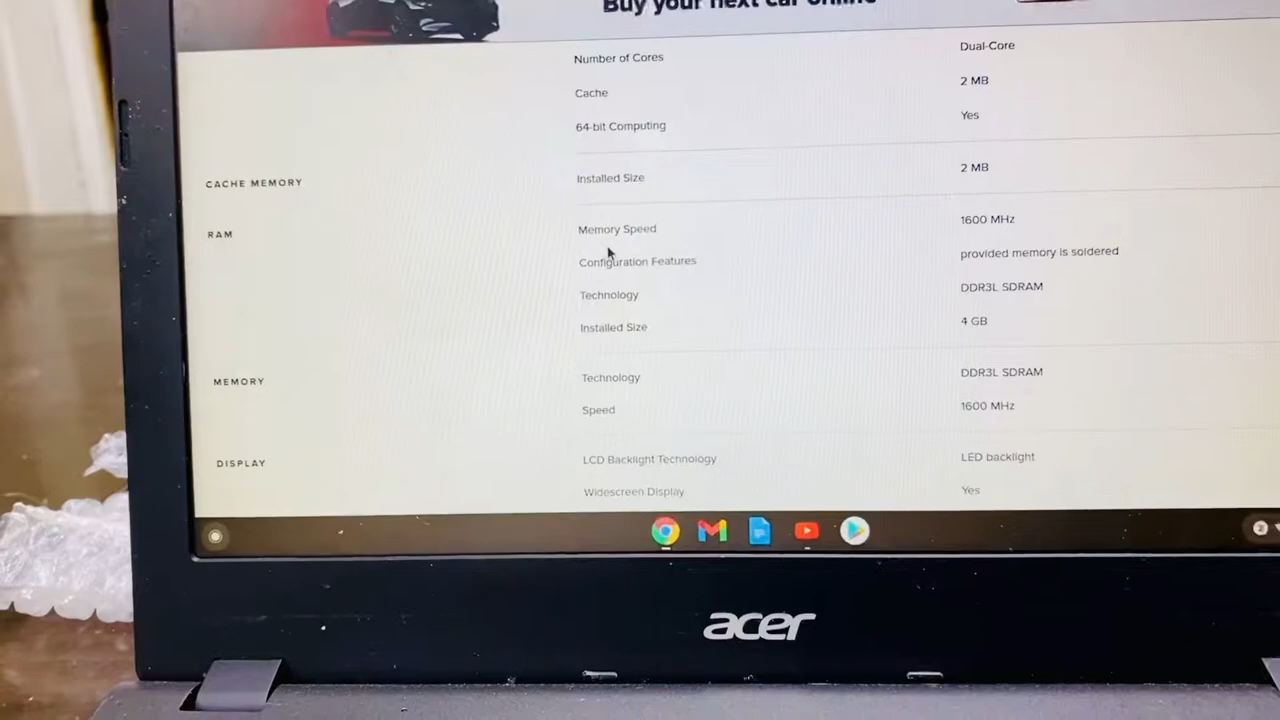 Buy your next car online
Number of Cores Dual-Core
Cache 2 MB
64-bit Computing Yes
CACHE MEMORY Installed Size 2 MB
RAM Memory Speed 1600 MHz
Configuration Features provided memory is soldered
Technology DDR3L SDRAM
Installed Size 4 GB
MEMORY Technology DDR3L SDRAM
Speed 1600 MHz
DISPLAY LCD Backlight Technology LED backlight
Widescreen Display Yes
2
acer